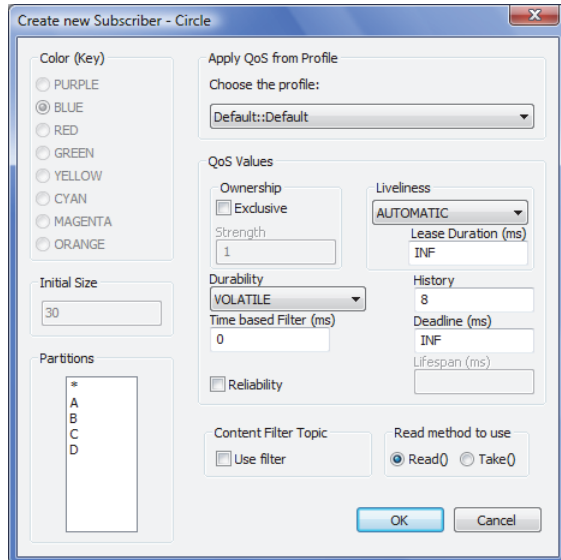 Create new Subscriber - Circle
Color (Key)
PURPLE
BLUE
RED
GREEN
YELLOW
CYAN
MAGENTA
ORANGE
Initial Size
30
Partitions
*
A
B
C
D
Apply QoS from Profile
Choose the profile:
Default::Default
QoS Values
Ownership
Exclusive
Strength
1
Liveliness
AUTOMATIC
Lease Duration (ms)
INF
Durability
VOLATILE
History
8
Time based Filter (ms)
0
Deadline (ms)
INF
Lifespan (ms)
Reliability
Content Filter Topic
Use filter
Read method to use
Read() Take()
OK Cancel